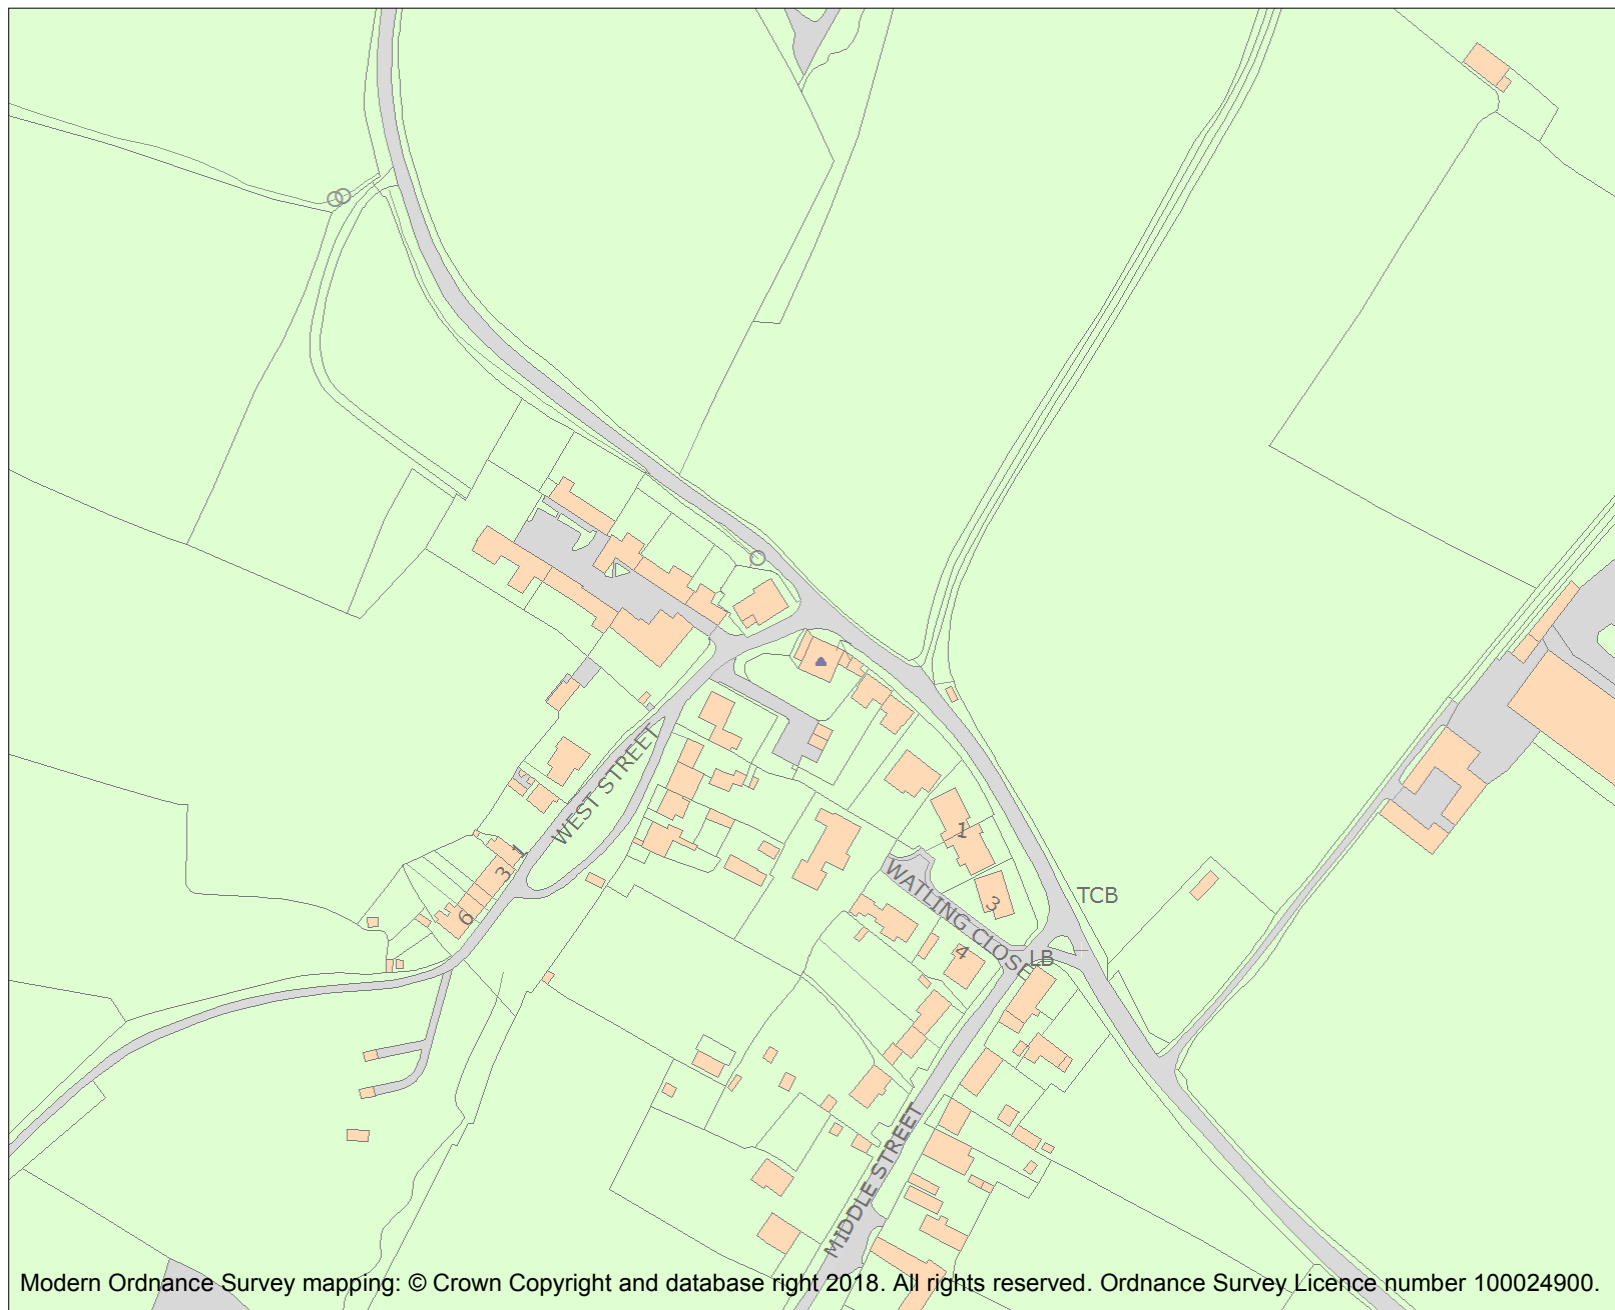 WEST STREET
1
3
6
1
3
WATLING CLOSE
4
TCB
LB
MIDDLE STREET
Modern Ordnance Survey mapping: © Crown Copyright and database right 2018. All rights reserved. Ordnance Survey Licence number 100024900.